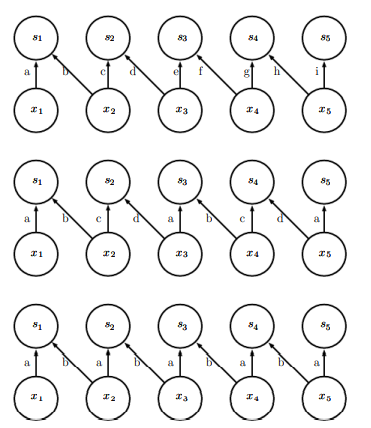 s1 s2 s3 s4 s5
a b c d e f g h i
x1 x2 x3 x4 x5
s1 s2 s3 s4 s5
a b c d a b c d a
x1 x2 x3 x4 x5
s1 s2 s3 s4 s5
a b a b a b a b a
x1 x2 x3 x4 x5